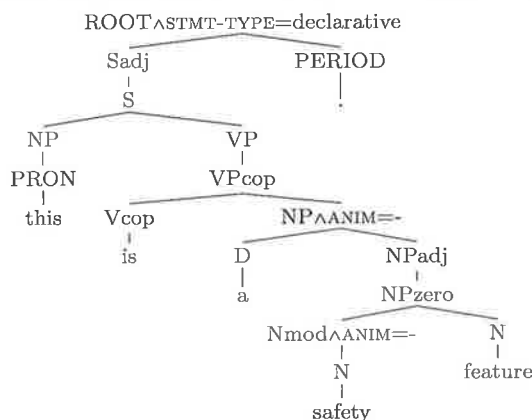 ROOT∧STMT-TYPE=declarative
Sadj PERIOD
S .
NP VP
PRON VPcop
this Vcop NP∧ANIM=-
is D NPadj
a NPzero
Nmod∧ANIM=- N
N feature
safety